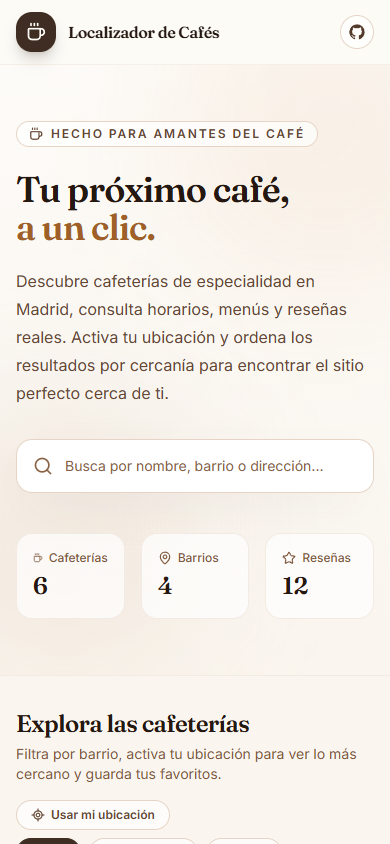 Localizador de Cafés
HECHO PARA AMANTES DEL CAFÉ
Tu próximo café,
a un clic.
Descubre cafeterías de especialidad en
Madrid, consulta horarios, menús y reseñas
reales. Activa tu ubicación y ordena los
resultados por cercanía para encontrar el sitio
perfecto cerca de ti.
Busca por nombre, barrio o dirección...
Cafeterías
6
Barrios
4
Reseñas
12
Explora las cafeterías
Filtra por barrio, activa tu ubicación para ver lo más
cercano y guarda tus favoritos.
Usar mi ubicación